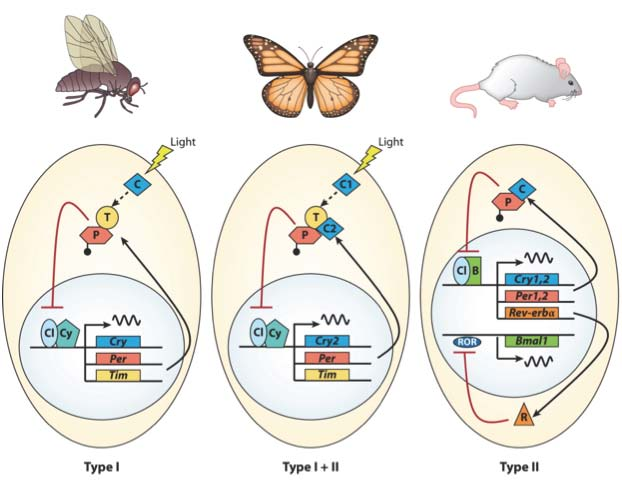 Light
C
T
P
Cl Cy
Cry
Per
Tim
Type I
Light
C1
T
P C2
Cl Cy
Cry2
Per
Tim
Type I + II
C
P
Cl B
Cry1,2
Per1,2
Rev-erbα
ROR Bmal1
R
Type II